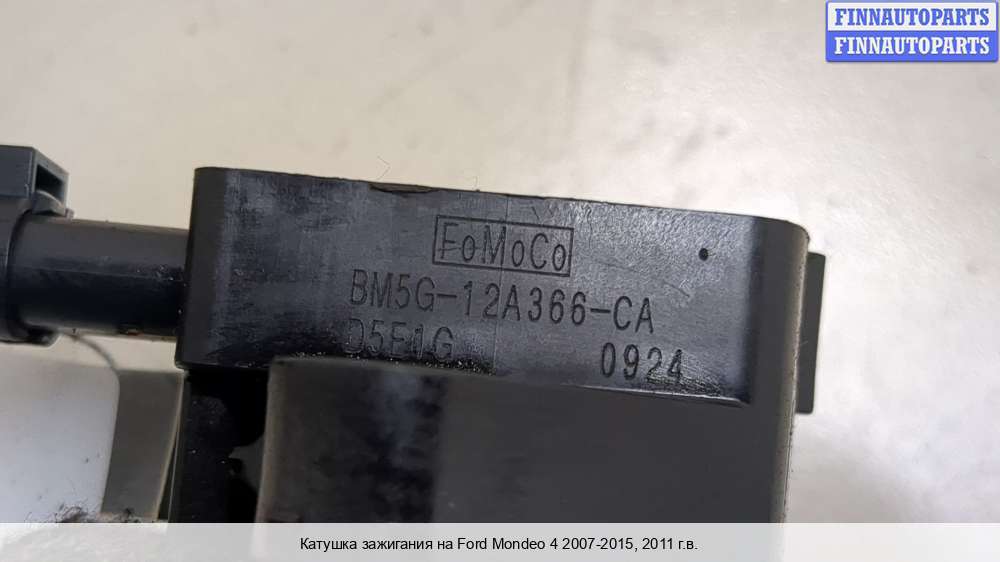 FINNAUTOPARTS
FINNAUTOPARTS
FoMoCo
BM5G-12A366-CA
D5E1G 0924
Катушка зажигания на Ford Mondeo 4 2007-2015, 2011 г.в.